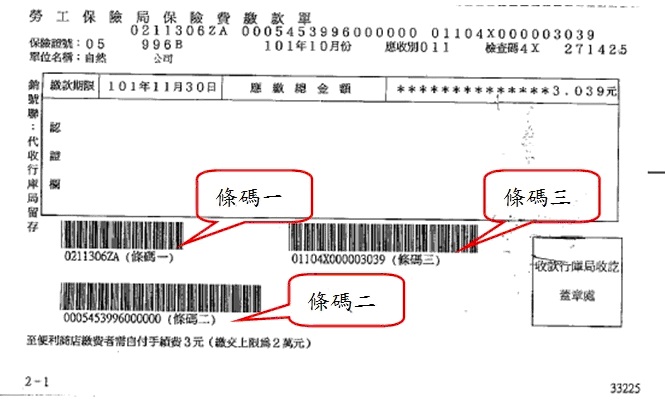 勞工保險局保險費繳款單
0211306ZA 0005453996000000 01104X000003039
保險證號：05 996B 101年10月份 應收別011 檢查碼4X 271425
單位名稱：自然 公司
繳款期限 101年11月30日 應繳總金額 **************3.039元
銷號聯：代收行庫局留存
認證欄
條碼一
條碼三
0211306ZA (條碼一)
01104X000003039 (條碼三)
條碼二
0005453996000000 (條碼二)
收款行庫局收訖
蓋章處
至便利商店繳費者需自付手續費3元 (繳交上限為2萬元)
2-1
33225